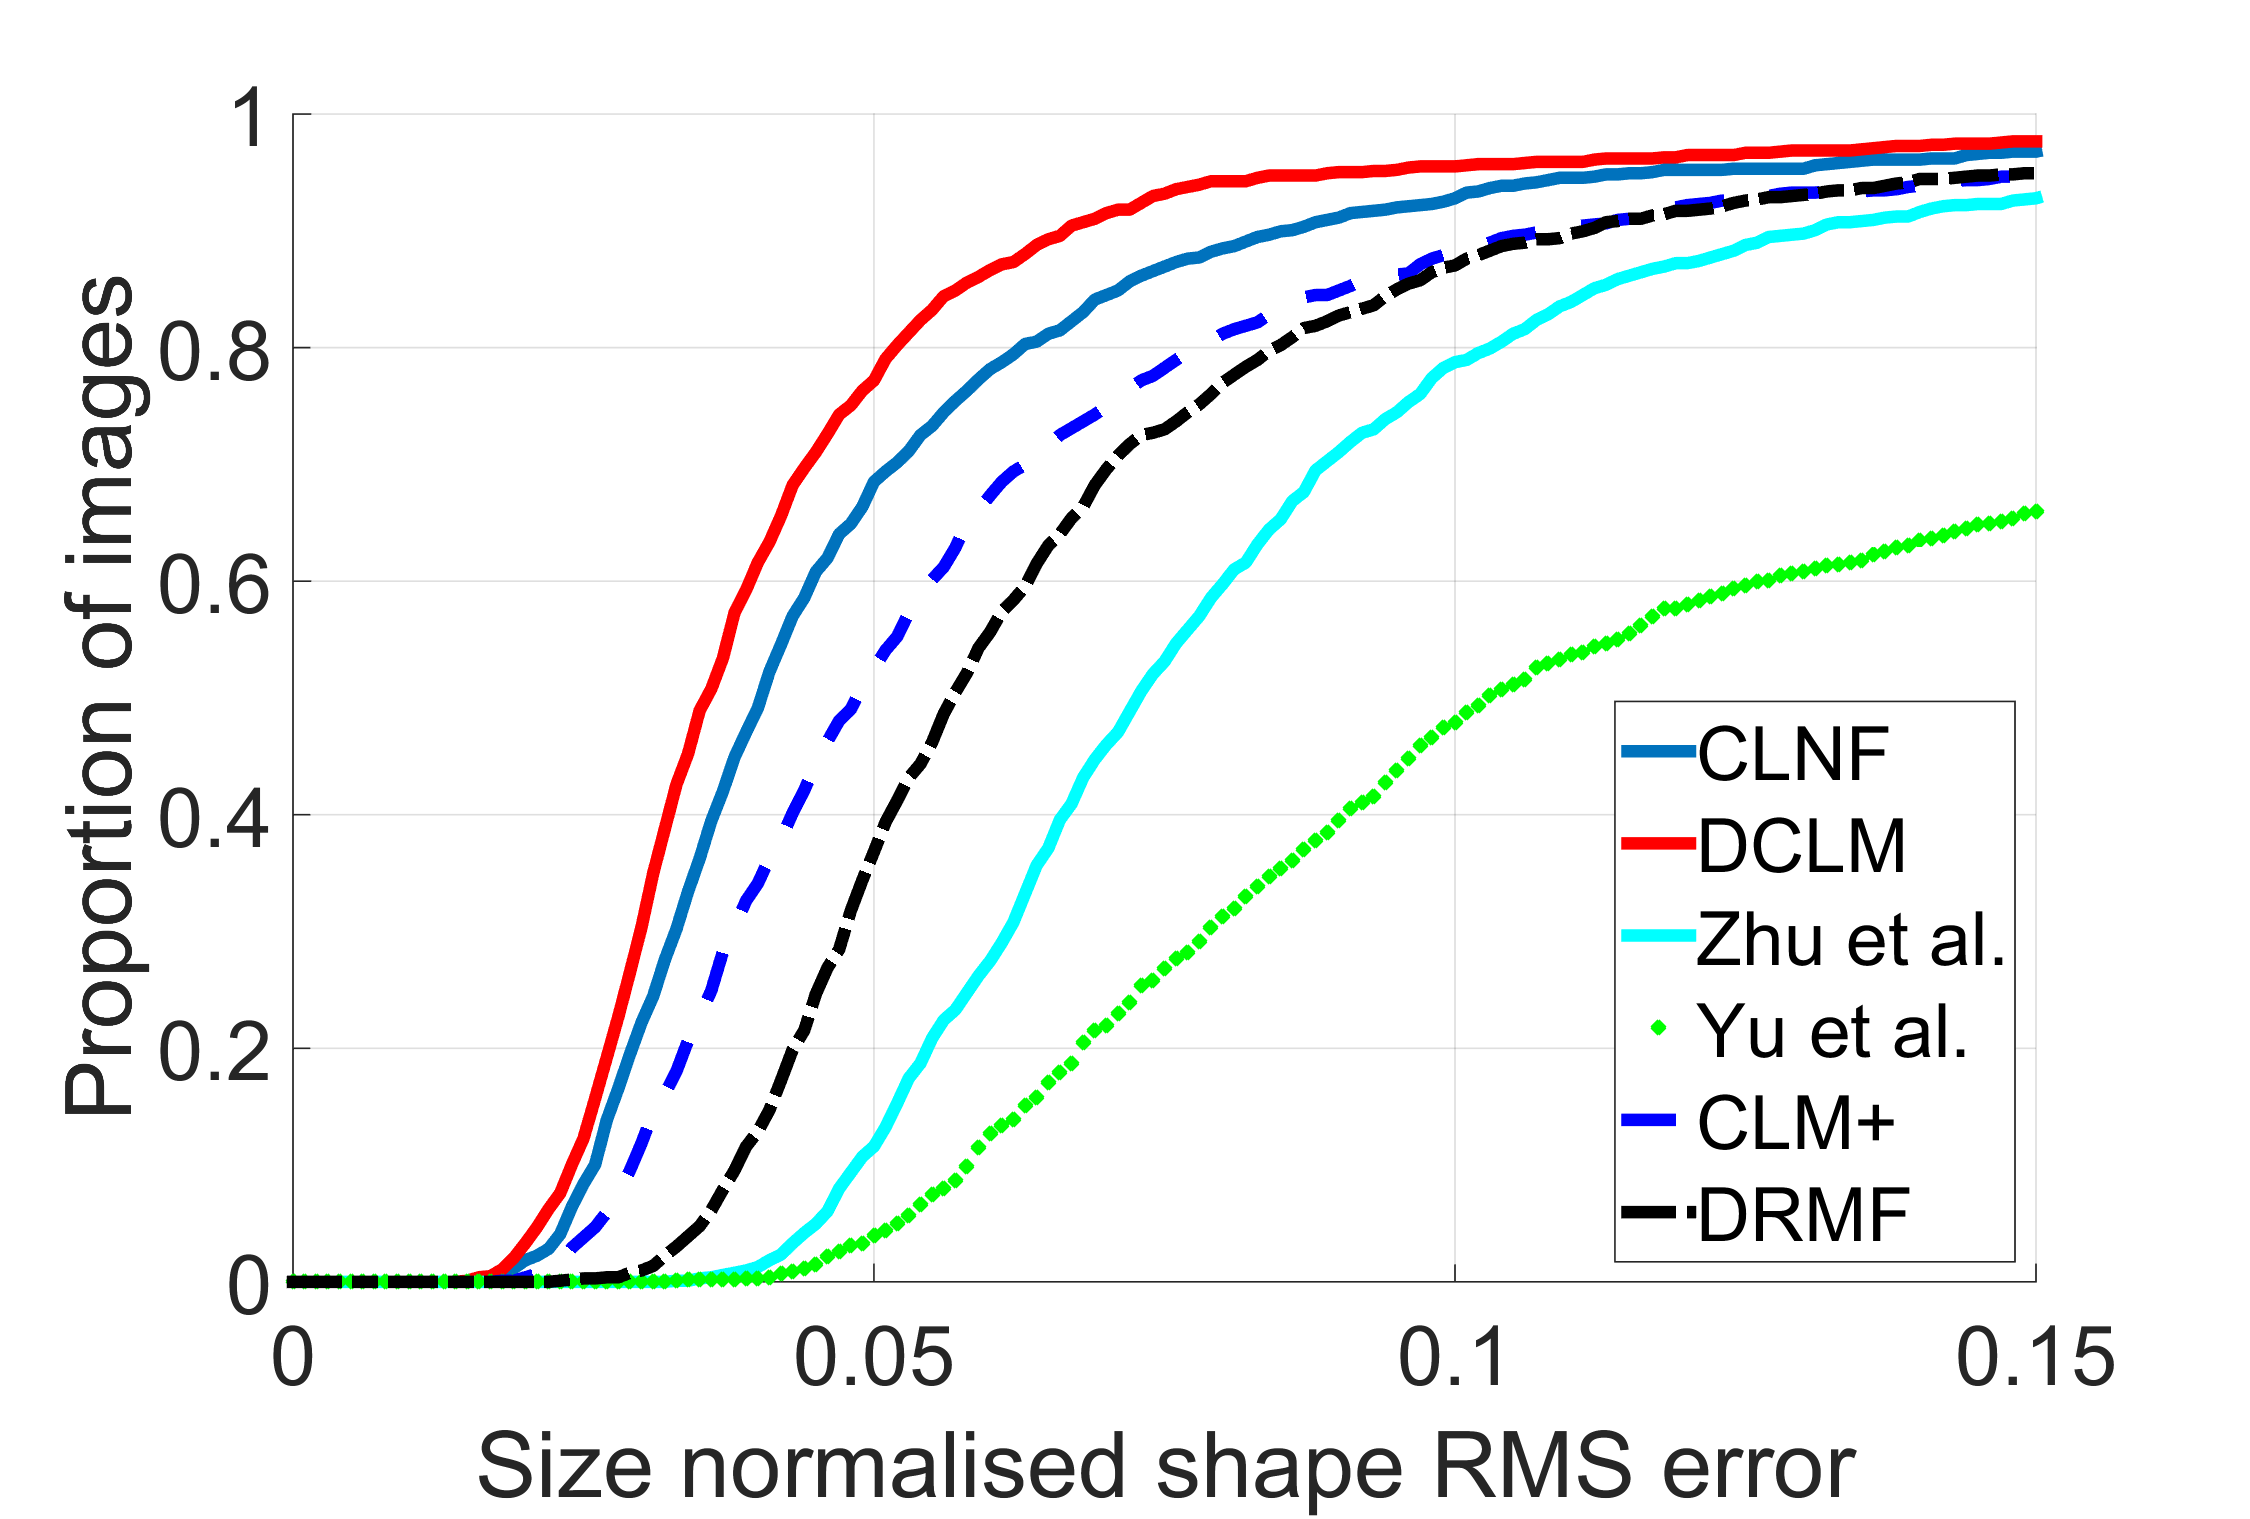 Proportion of images
1
0.8
0.6
0.4
0.2
0
0 0.05 0.1 0.15
Size normalised shape RMS error
CLNF
DCLM
Zhu et al.
Yu et al.
CLM+
DRMF